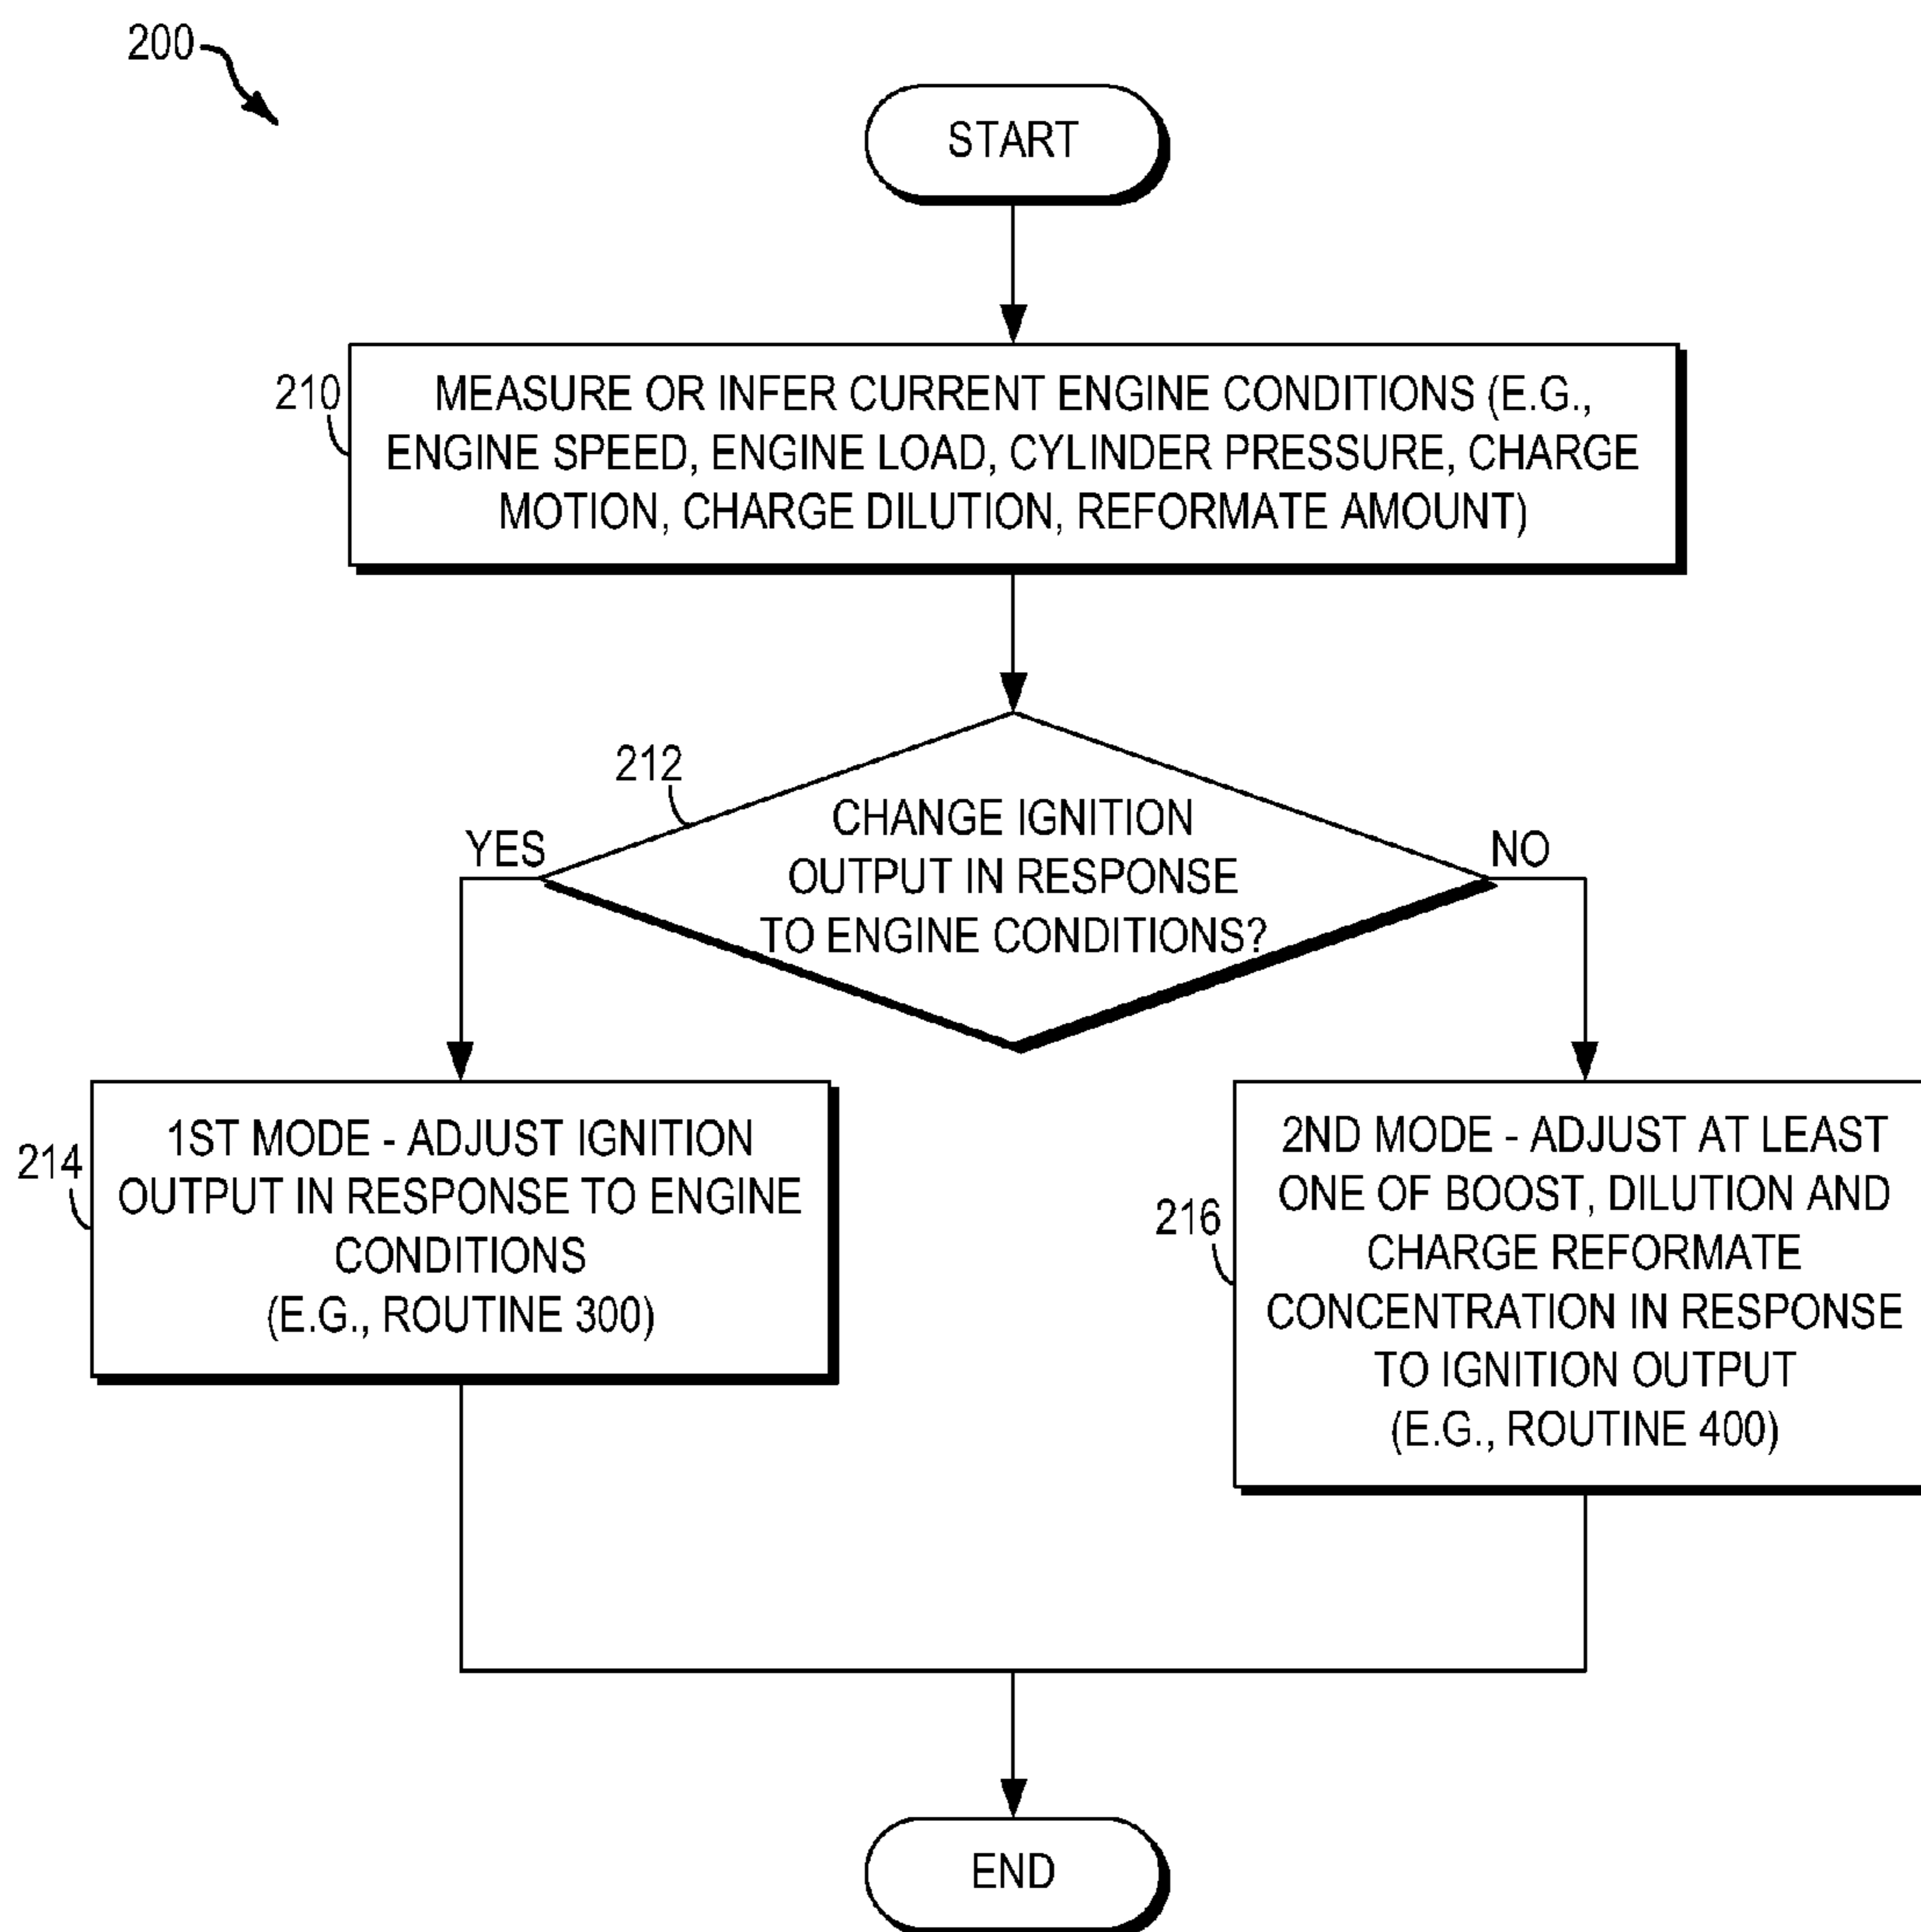 200
START
210
MEASURE OR INFER CURRENT ENGINE CONDITIONS (E.G.,
ENGINE SPEED, ENGINE LOAD, CYLINDER PRESSURE, CHARGE
MOTION, CHARGE DILUTION, REFORMATE AMOUNT)
212
CHANGE IGNITION
OUTPUT IN RESPONSE
TO ENGINE CONDITIONS?
YES
NO
214
1ST MODE - ADJUST IGNITION
OUTPUT IN RESPONSE TO ENGINE
CONDITIONS
(E.G., ROUTINE 300)
216
2ND MODE - ADJUST AT LEAST
ONE OF BOOST, DILUTION AND
CHARGE REFORMATE
CONCENTRATION IN RESPONSE
TO IGNITION OUTPUT
(E.G., ROUTINE 400)
END